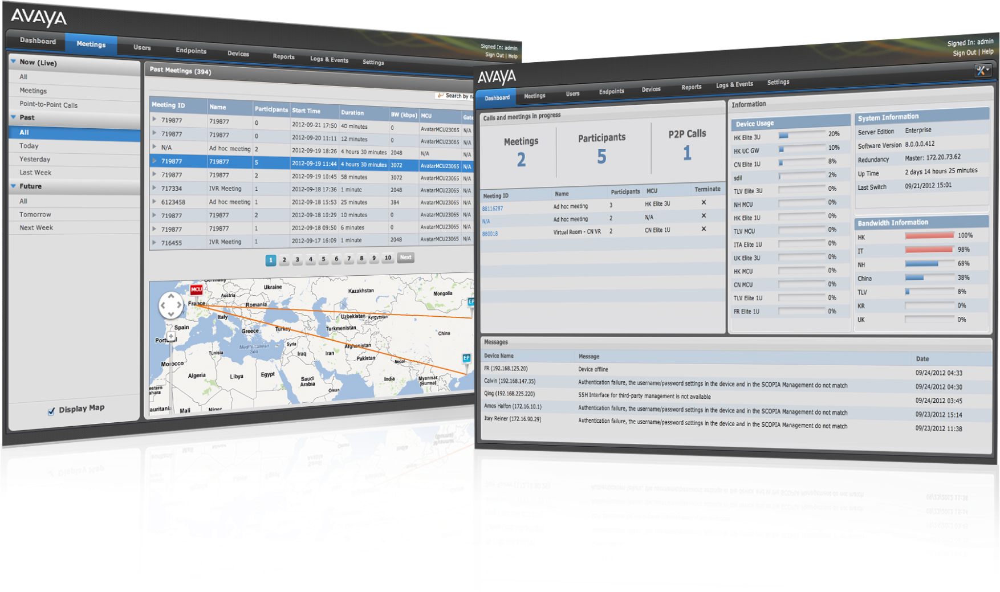 AVAYA
Signed In: admin
Sign Out | Help
Dashboard Meetings Users Endpoints Devices Reports Logs & Events Settings
Now (Live)
All
Meetings
Point-to-Point Calls
Past
All
Today
Yesterday
Last Week
Future
All
Tomorrow
Next Week
Display Map
Past Meetings (394)
Search by
Meeting ID Name Participants Start Time Duration BW (kbps) MCU
719877 719877 0 2012-09-21 17:50 40 minutes 0 AvatarMCU23065 N/A
719877 719877 0 2012-09-20 11:11 12 minutes 0 AvatarMCU23065 N/A
N/A Ad hoc meeting 2 2012-09-19 18:26 4 hours 30 minutes 2048 N/A N/A
719877 719877 5 2012-09-19 11:44 4 hours 30 minutes 3072 AvatarMCU23065 N/A
719877 719877 2 2012-09-19 10:45 58 minutes 3072 AvatarMCU23065 N/A
717334 IVR Meeting 1 2012-09-18 17:36 1 minute 2048 AvatarMCU23065 N/A
6123458 Ad hoc meeting 1 2012-09-18 15:53 25 minutes 384 AvatarMCU23065 N/A
719877 719877 2 2012-09-18 10:29 10 minutes 0 AvatarMCU23065 N/A
719877 719877 1 2012-09-18 09:50 6 minutes 0 AvatarMCU23065 N/A
716455 IVR Meeting 1 2012-09-17 16:09 1 minute 2048 AvatarMCU23065 N/A
1 2 3 4 5 6 7 8 9 10 Next
Germany
MCU
Ukraine
Kazakhstan
Mongolia
Austria
France
Romania
EP
Italy
Uzbekistan
Kyrgyzstan
Spain
Greece
Turkey
Turkmenistan
China
Portugal
Mediterranean
Sea
Syria
Afghanistan
Tunisia
Iraq
Iran
Pakistan
Nepal
EP
Morocco
Algeria
Libya
Egypt
Saudi
Arabia
India
Myanmar
(Burma)
Oman
Mali
Niger
AVAYA
Signed In: admin
Sign Out | Help
Dashboard Meetings Users Endpoints Devices Reports Logs & Events Settings
Calls and meetings in progress
Meetings Participants P2P Calls
2 5 1
Meeting ID Name Participants MCU Terminate
88116287 Ad hoc meeting 3 HK Elite 3U X
N/A Ad hoc meeting 2 N/A X
880018 Virtual Room - CN VR 2 CN Elite 1U X
Information
Device Usage
HK Elite 3U 20%
HK UC GW 10%
CN Elite 1U 8%
sdil 2%
TLV Elite 3U 0%
NH MCU 0%
HK Elite 1U 0%
TLV MCU 0%
ITA Elite 1U 0%
UK Elite 3U 0%
HK MCU 0%
CN MCU 0%
TLV Elite 1U 0%
FR Elite 1U 0%
System Information
Server Edition Enterprise
Software Version 8.0.0.0.412
Redundancy Master: 172.20.73.62
Up Time 2 days 14 hours 25 minutes
Last Switch 09/21/2012 15:01
Bandwidth Information
HK 100%
IT 98%
NH 68%
China 38%
TLV 8%
KR 0%
UK 0%
Messages
Device Name Message Date
FR (192.168.125.20) Device offline 09/24/2012 04:33
Calvin (192.168.147.35) Authentication failure, the username/password settings in the device and in the SCOPIA Management do not match 09/24/2012 04:30
Qing (192.168.225.220) SSH Interface for third-party management is not available 09/24/2012 03:45
Amos Halfon (172.16.10.1) Authentication failure, the username/password settings in the device and in the SCOPIA Management do not match 09/23/2012 15:14
Itay Reiner (172.16.90.29) Authentication failure, the username/password settings in the device and in the SCOPIA Management do not match 09/23/2012 11:38